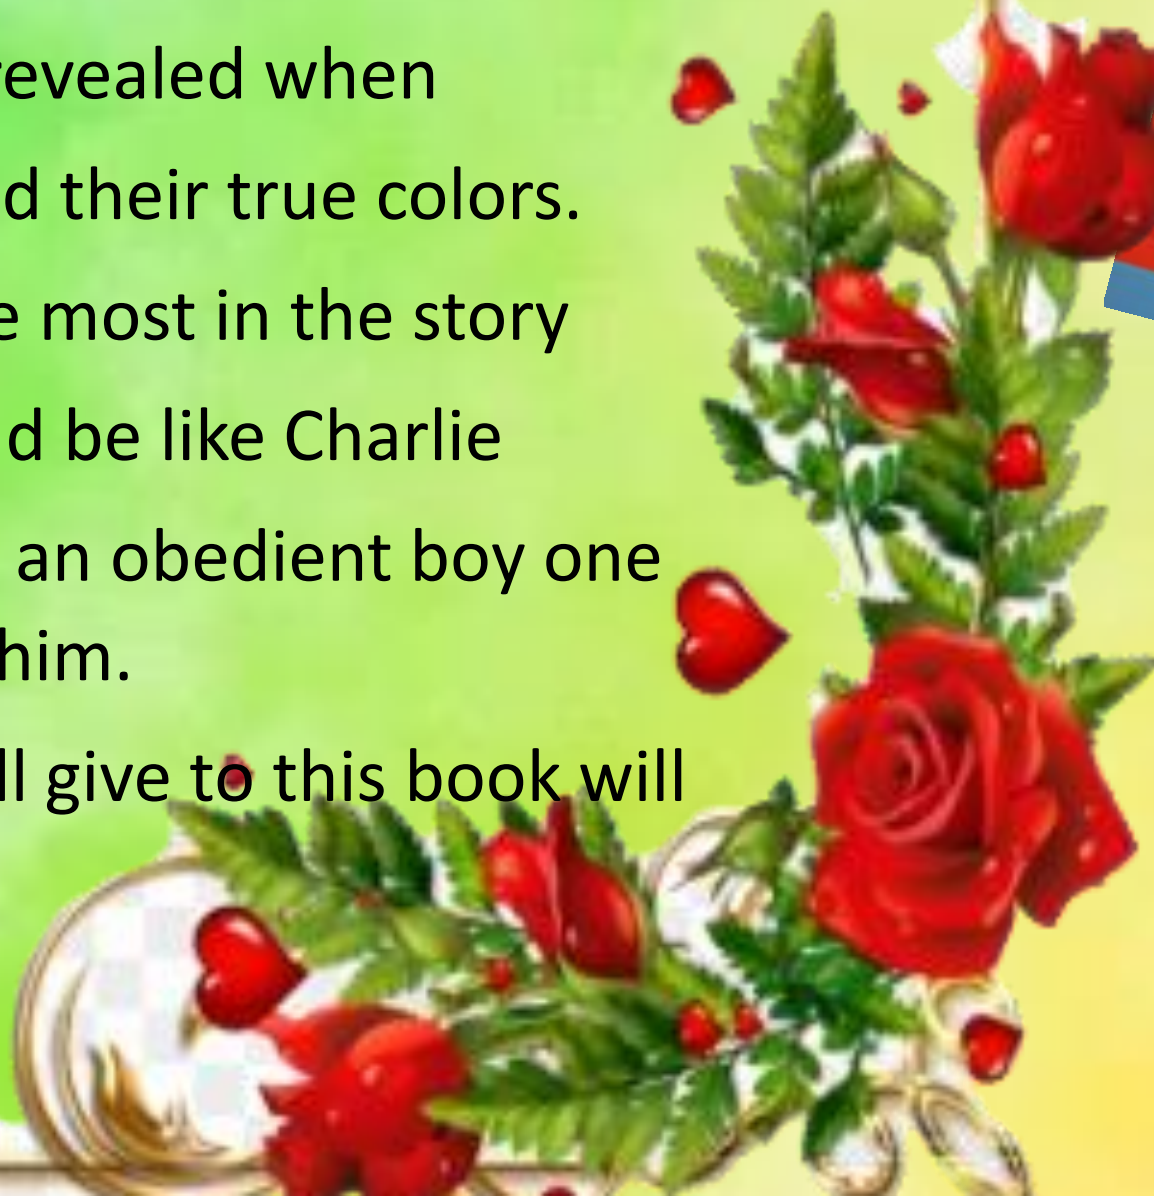 revealed when
d their true colors.
e most in the story
d be like Charlie
an obedient boy one
him.
ll give to this book will